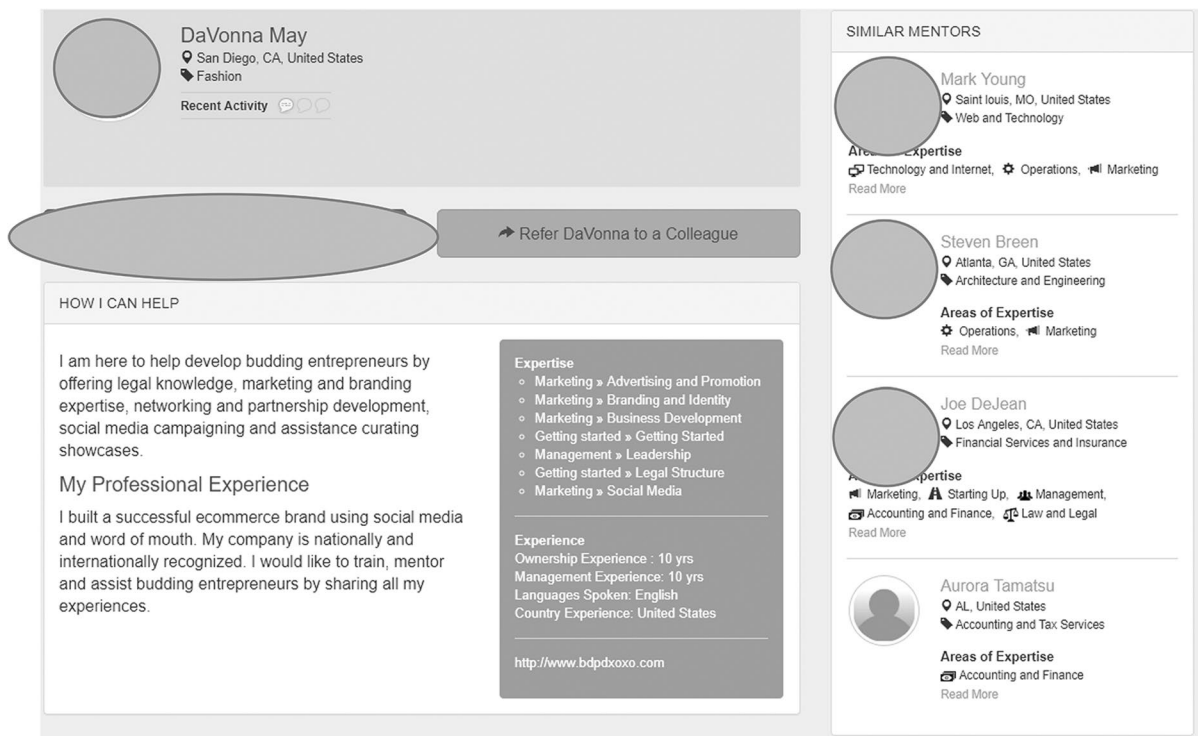 DaVonna May
San Diego, CA, United States
Fashion
Recent Activity
Refer DaVonna to a Colleague
HOW I CAN HELP
I am here to help develop budding entrepreneurs by
offering legal knowledge, marketing and branding
expertise, networking and partnership development,
social media campaigning and assistance curating
showcases.
My Professional Experience
I built a successful ecommerce brand using social media
and word of mouth. My company is nationally and
internationally recognized. I would like to train, mentor
and assist budding entrepreneurs by sharing all my
experiences.
Expertise
Marketing » Advertising and Promotion
Marketing » Branding and Identity
Marketing » Business Development
Getting started » Getting Started
Management » Leadership
Getting started » Legal Structure
Marketing » Social Media
Experience
Ownership Experience : 10 yrs
Management Experience: 10 yrs
Languages Spoken: English
Country Experience: United States
http://www.bdpdxoxo.com
SIMILAR MENTORS
Mark Young
Saint louis, MO, United States
Web and Technology
Technology and Internet, Operations, Marketing
Read More
Steven Breen
Atlanta, GA, United States
Architecture and Engineering
Areas of Expertise
Operations, Marketing
Read More
Joe DeJean
Los Angeles, CA, United States
Financial Services and Insurance
Marketing, Starting Up, Management,
Accounting and Finance, Law and Legal
Read More
Aurora Tamatsu
AL, United States
Accounting and Tax Services
Areas of Expertise
Accounting and Finance
Read More